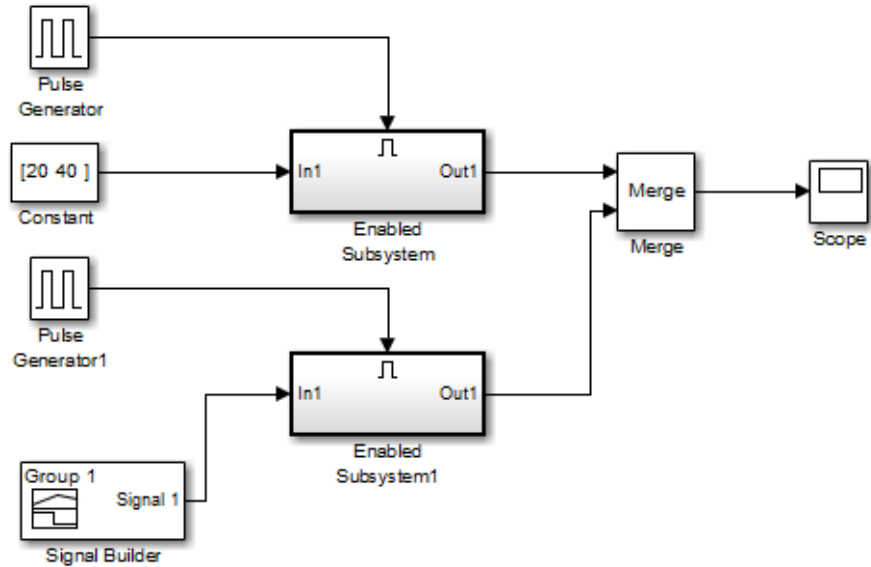 Pulse
Generator
[20 40 ]
Constant
In1
Out1
Enabled
Subsystem
Merge
Merge
Scope
Pulse
Generator1
In1
Out1
Enabled
Subsystem1
Group 1
Signal 1
Signal Builder